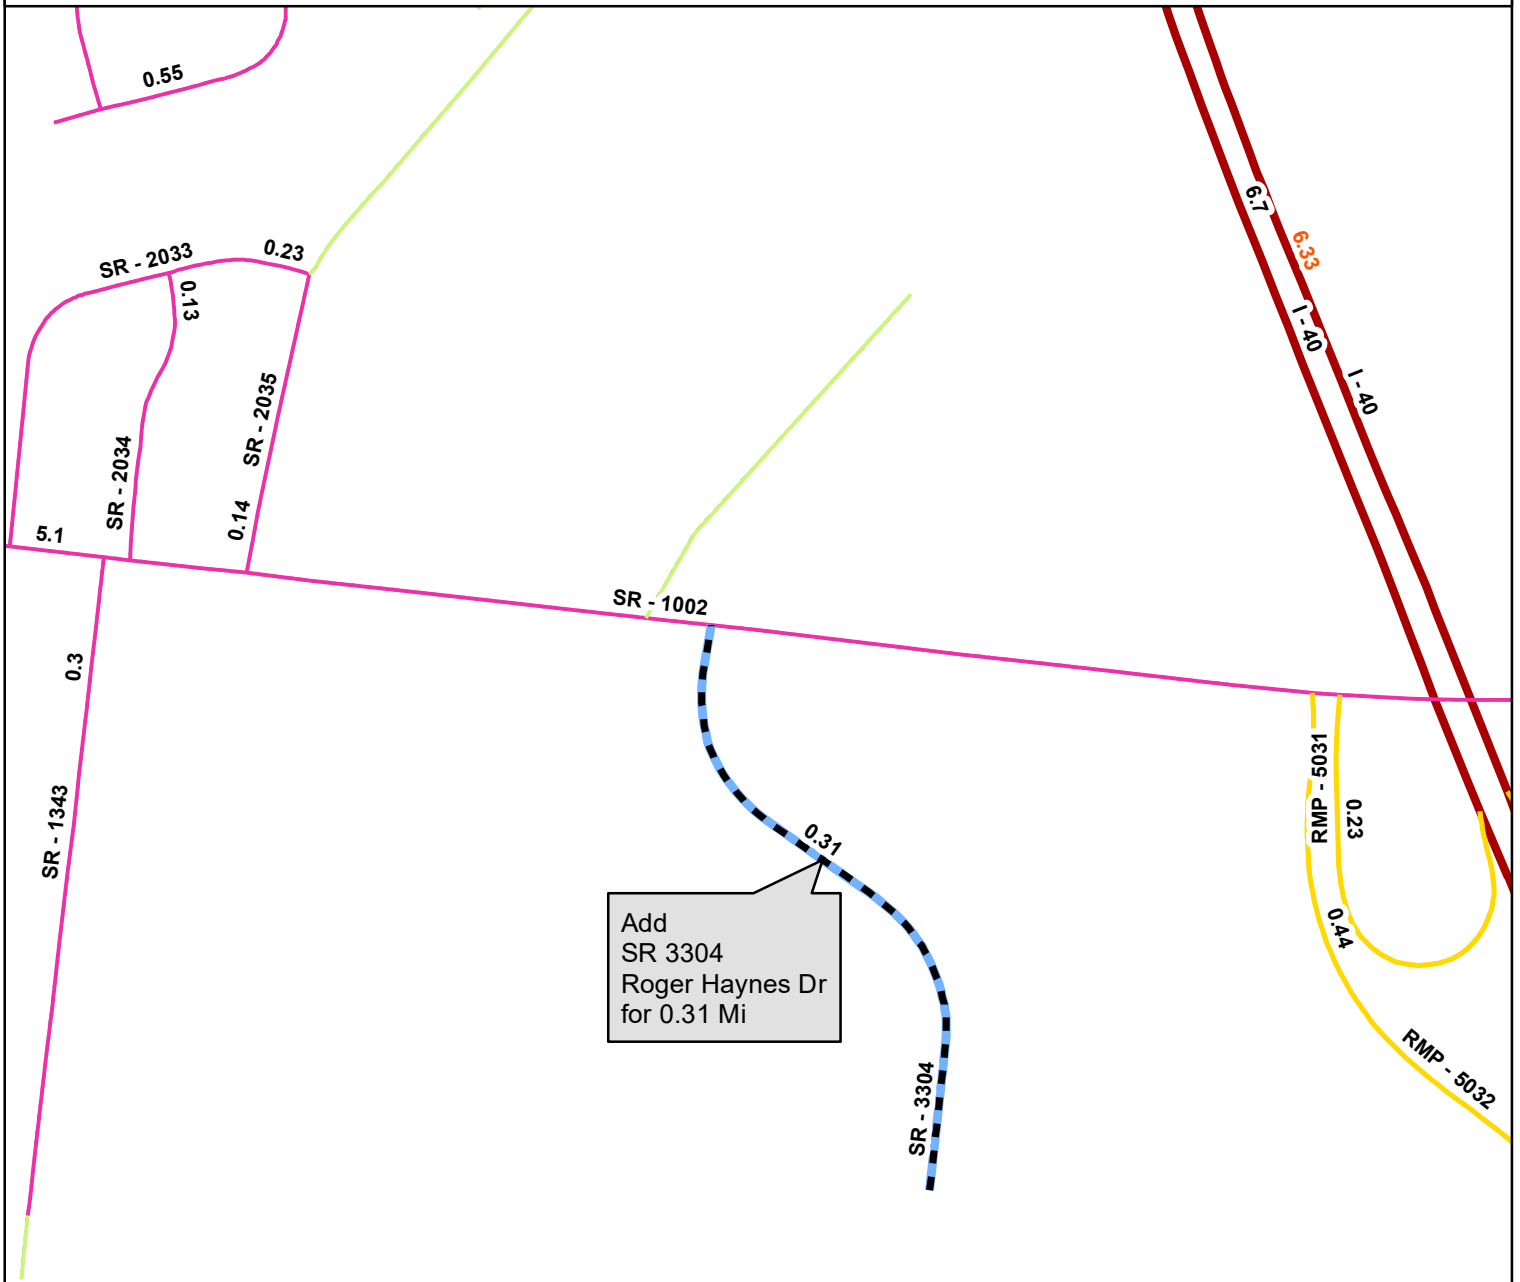 0.55
6.7
6.33
SR - 2033
0.23
0.13
I - 40
I - 40
SR - 2035
SR - 2034
0.14
5.1
SR - 1002
0.3
SR - 1343
RMP - 5031
0.23
0.31
Add
SR 3304
Roger Haynes Dr
for 0.31 Mi
0.44
RMP - 5032
SR - 3304